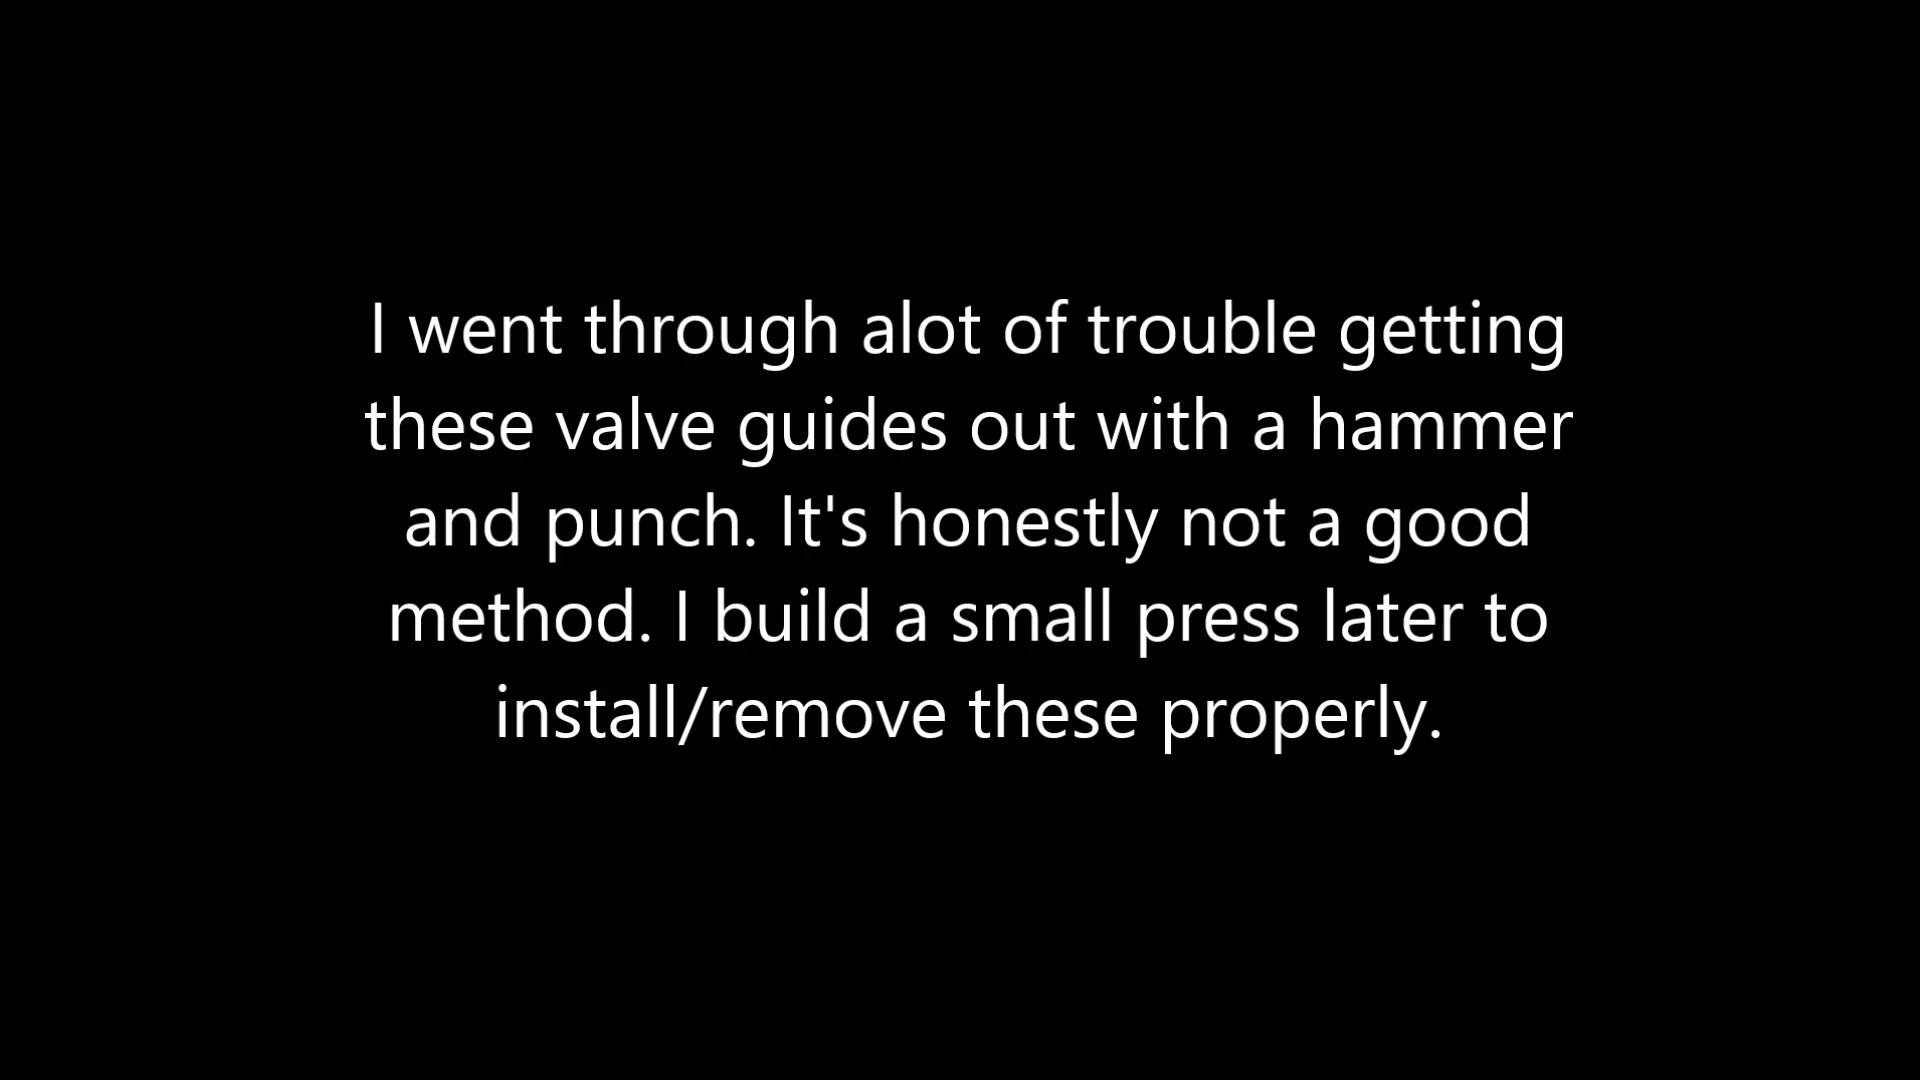 I went through alot of trouble getting
these valve guides out with a hammer
and punch. It's honestly not a good
method. I build a small press later to
install/remove these properly.